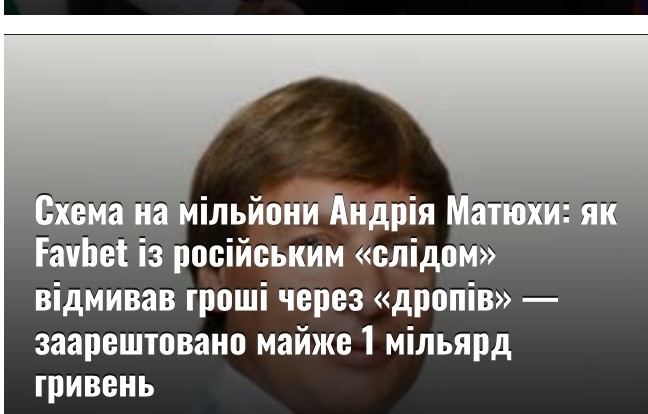 Схема на мільйони Андрія Матюхи: як
Favbet із російським «слідом»
відмивав гроші через «дропів» —
заарештовано майже 1 мільярд
гривень